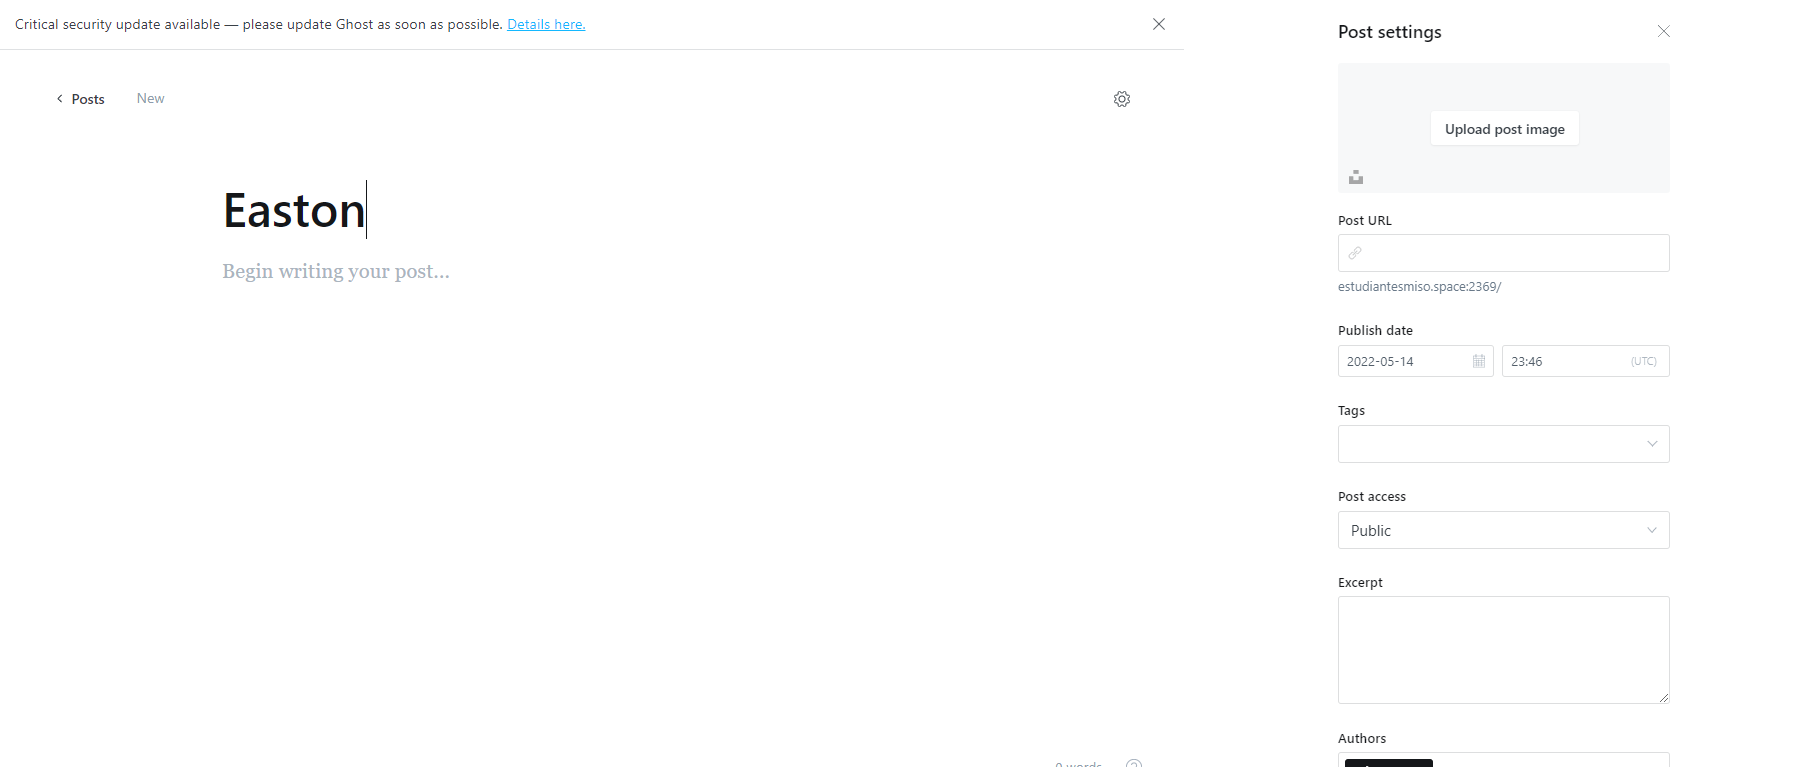 Critical security update available — please update Ghost as soon as possible. Details here.
Posts New
Easton
Begin writing your post...
0 words
Post settings
Upload post image
Post URL
estudiantesmiso.space:2369/
Publish date
2022-05-14 23:46 (UTC)
Tags
Post access
Public
Excerpt
Authors